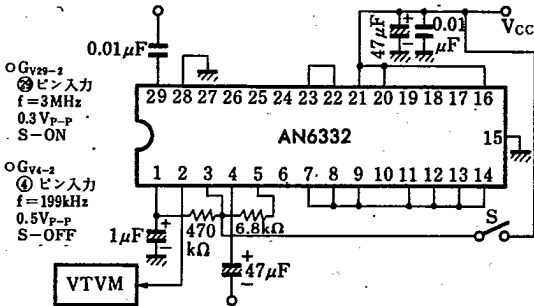 47μF
+
−
0.01
μF
Vcc
0.01μF
○GV29-2
㉙ピン入力
f=3MHz
0.3VP-P
S-ON
29 28 27 26 25 24 23 22 21 20 19 18 17 16
AN6332
15
○GV4-2
④ ピン入力
f=199kHz
0.5VP-P
S-OFF
1 2 3 4 5 6 7 8 9 10 11 12 13 14
1μF
+
−
470
kΩ
6.8kΩ
S
+
47μF
−
VTVM